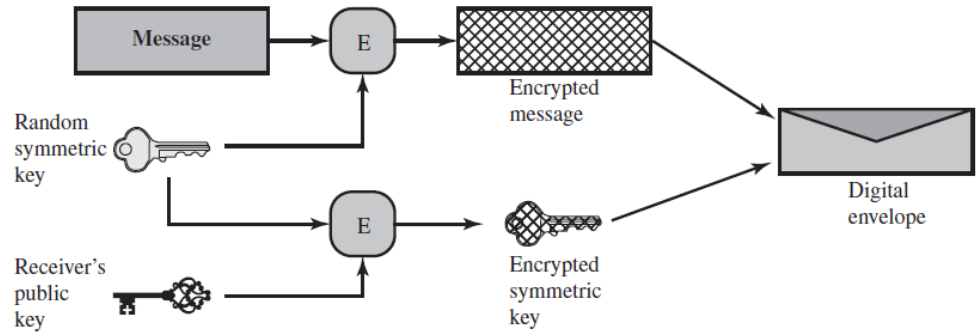 Message
E
Encrypted
message
Random
symmetric
key
E
Digital
envelope
Receiver's
public
key
Encrypted
symmetric
key